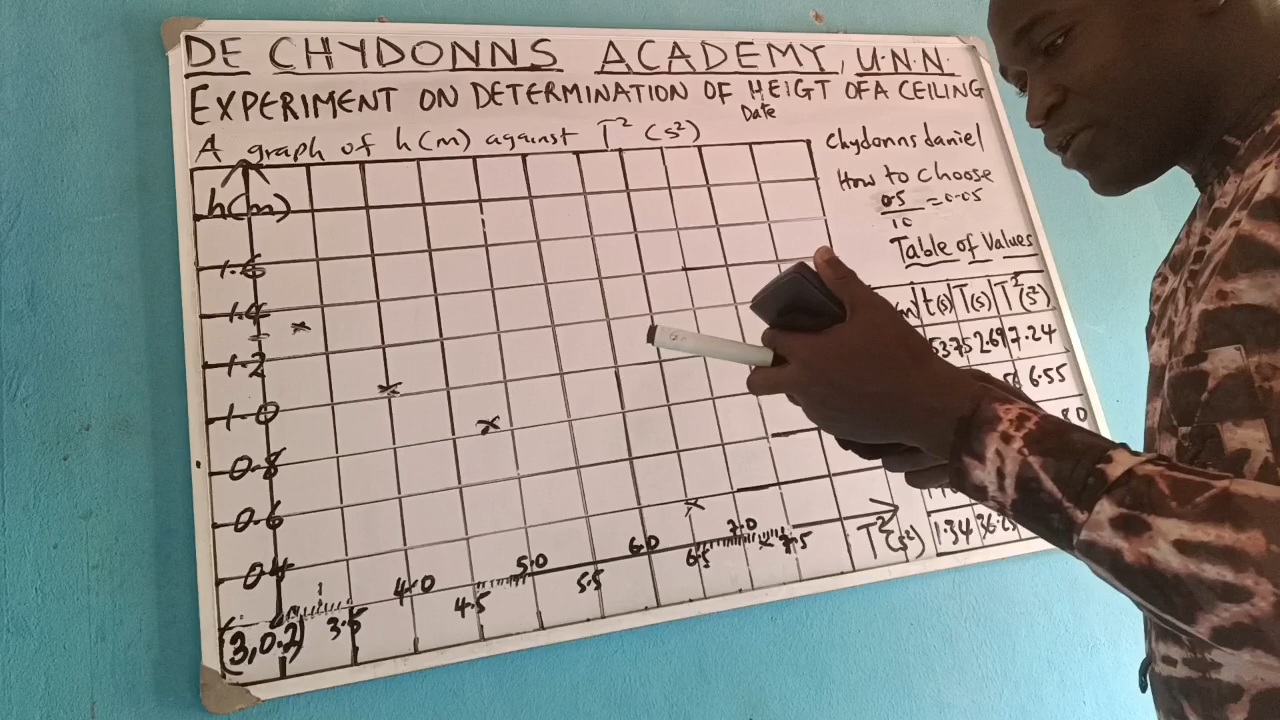 DE CHYDONNS ACADEMY, U.N.N.
EXPERIMENT ON DETERMINATION OF HEIGT OF A CEILING
Date
A graph of h(m) against T² (s²)
chydonns daniel
How to choose
0.5
10
=0.05
Table of Values
h(m)
1.6
1.4
1.2
1.0
0.8
0.6
0.4
(3,0.2)
3.5
4.0
4.5
5.0
5.5
6.0
6.5
7.0
7.5
T²(s²)
t(s) T(s) T²(s²)
2.69 7.24
6.55
1.34 36.25